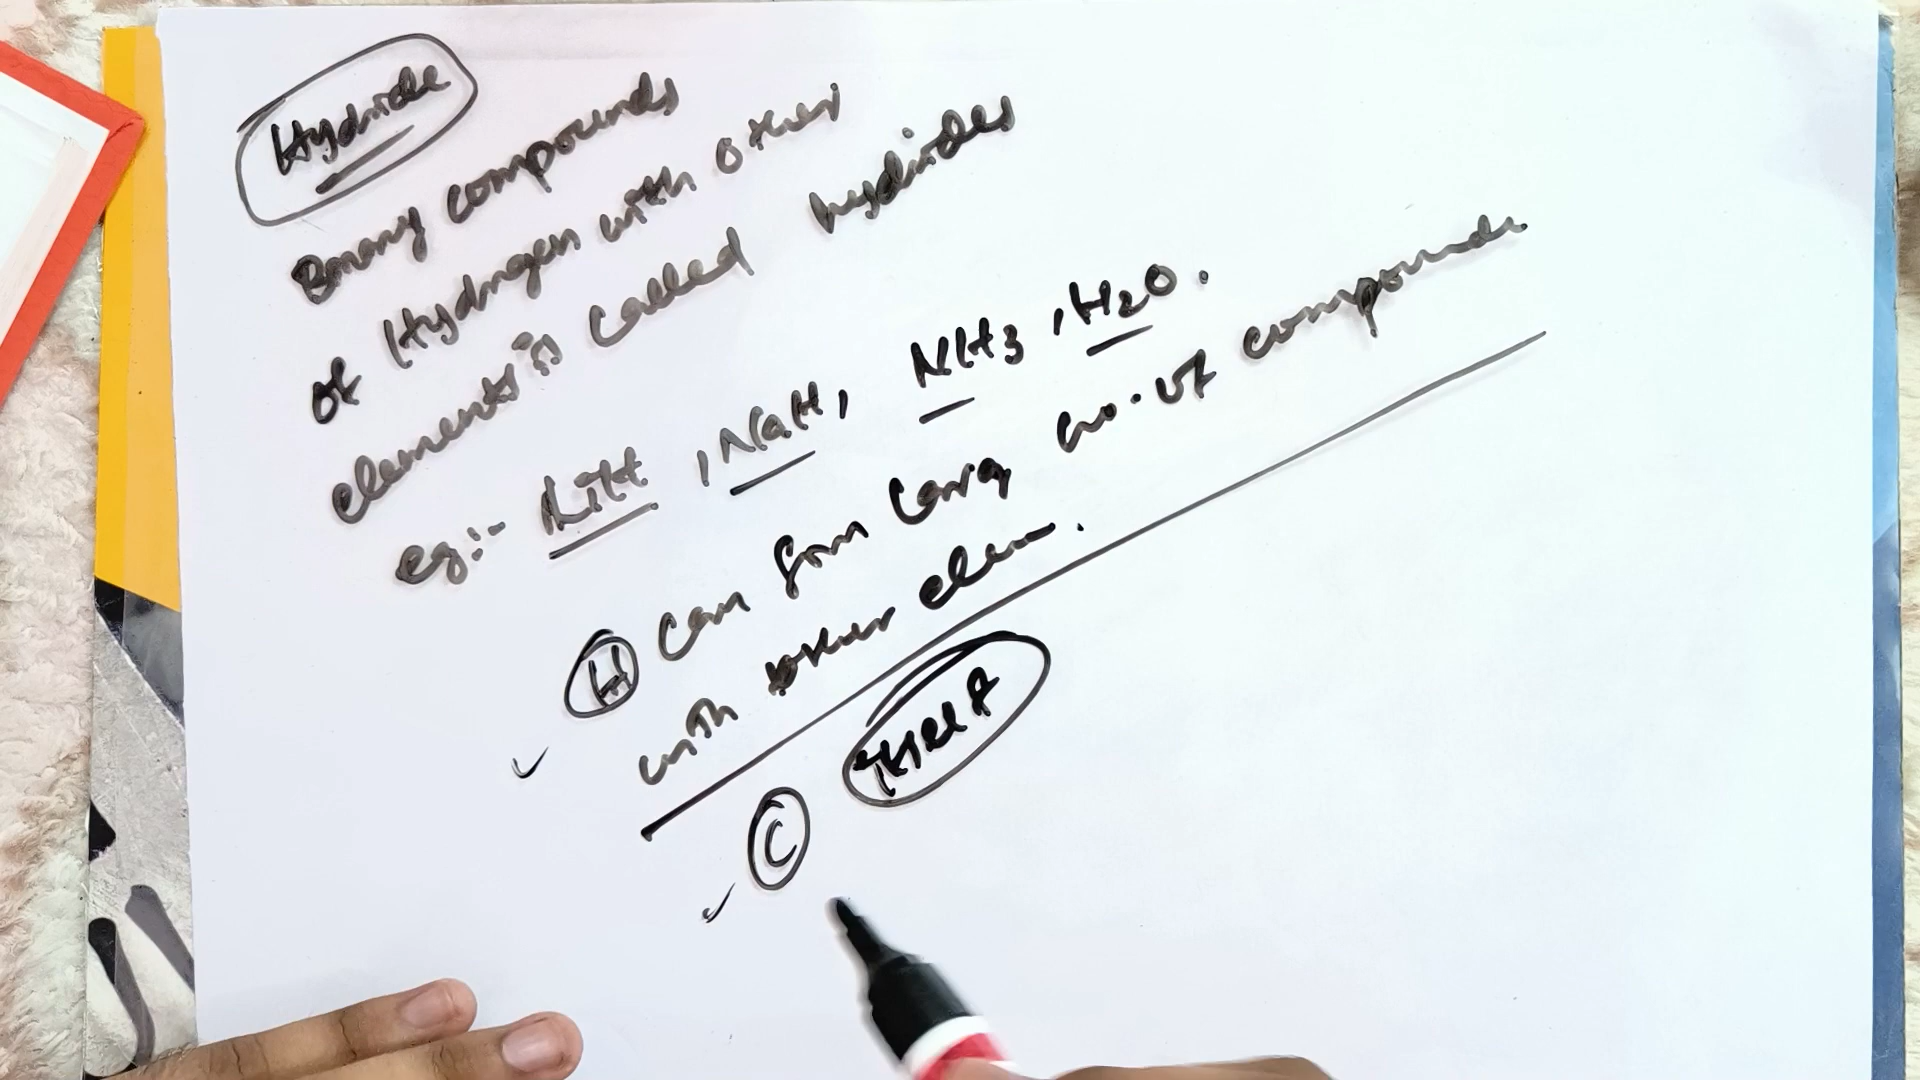 Hydride
Binary compounds
of Hydrogen with other
elements is called hydrides
eg:- LiH, NaH, NH3, H2O.
H can form large no. of compounds
with other elem.
C